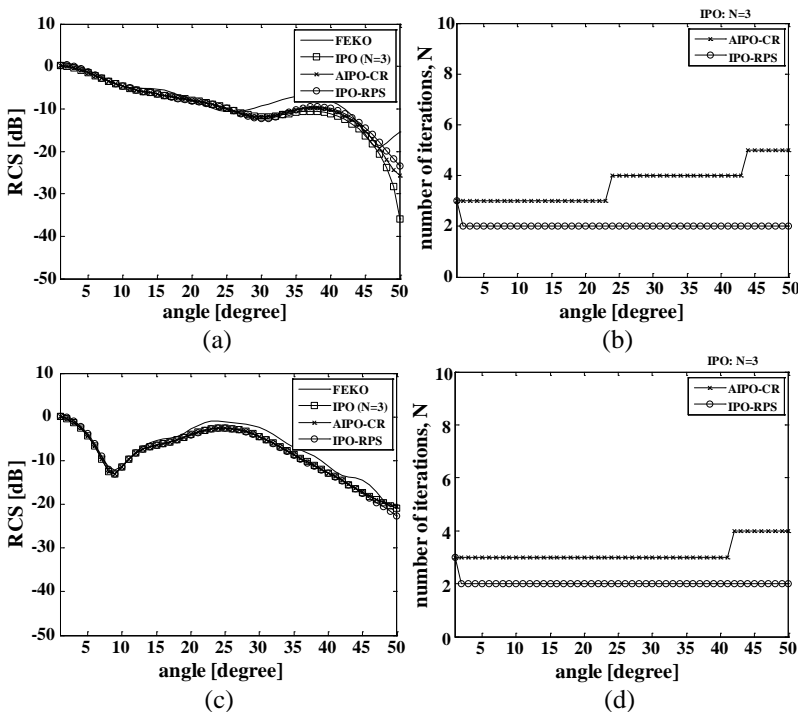 10
0
-10
-20
-30
-40
-50
RCS [dB]
FEKO
IPO (N=3)
AIPO-CR
IPO-RPS
5 10 15 20 25 30 35 40 45 50
angle [degree]
(a)
IPO: N=3
10
8
6
4
2
0
number of iterations, N
AIPO-CR
IPO-RPS
5 10 15 20 25 30 35 40 45 50
angle [degree]
(b)
10
0
-10
-20
-30
-40
-50
RCS [dB]
FEKO
IPO (N=3)
AIPO-CR
IPO-RPS
5 10 15 20 25 30 35 40 45 50
angle [degree]
(c)
IPO: N=3
10
8
6
4
2
0
number of iterations, N
AIPO-CR
IPO-RPS
5 10 15 20 25 30 35 40 45 50
angle [degree]
(d)